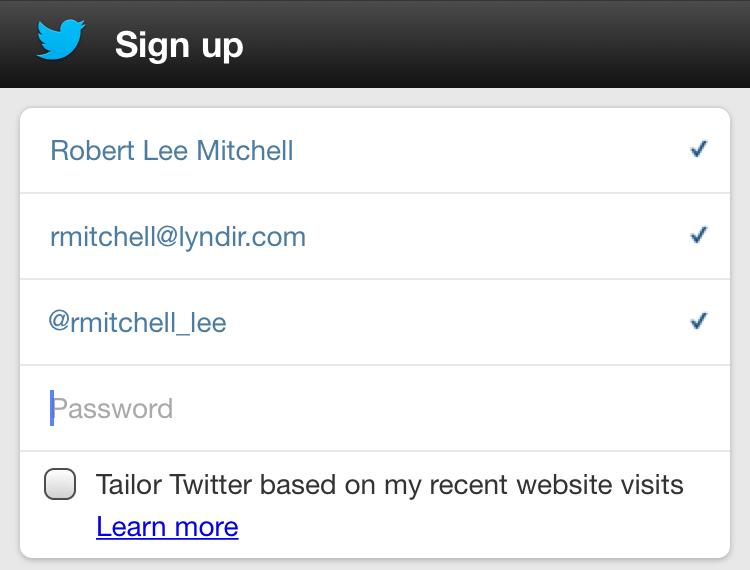 Sign up
Robert Lee Mitchell
rmitchell@lyndir.com
@rmitchell_lee
Password
Tailor Twitter based on my recent website visits
Learn more